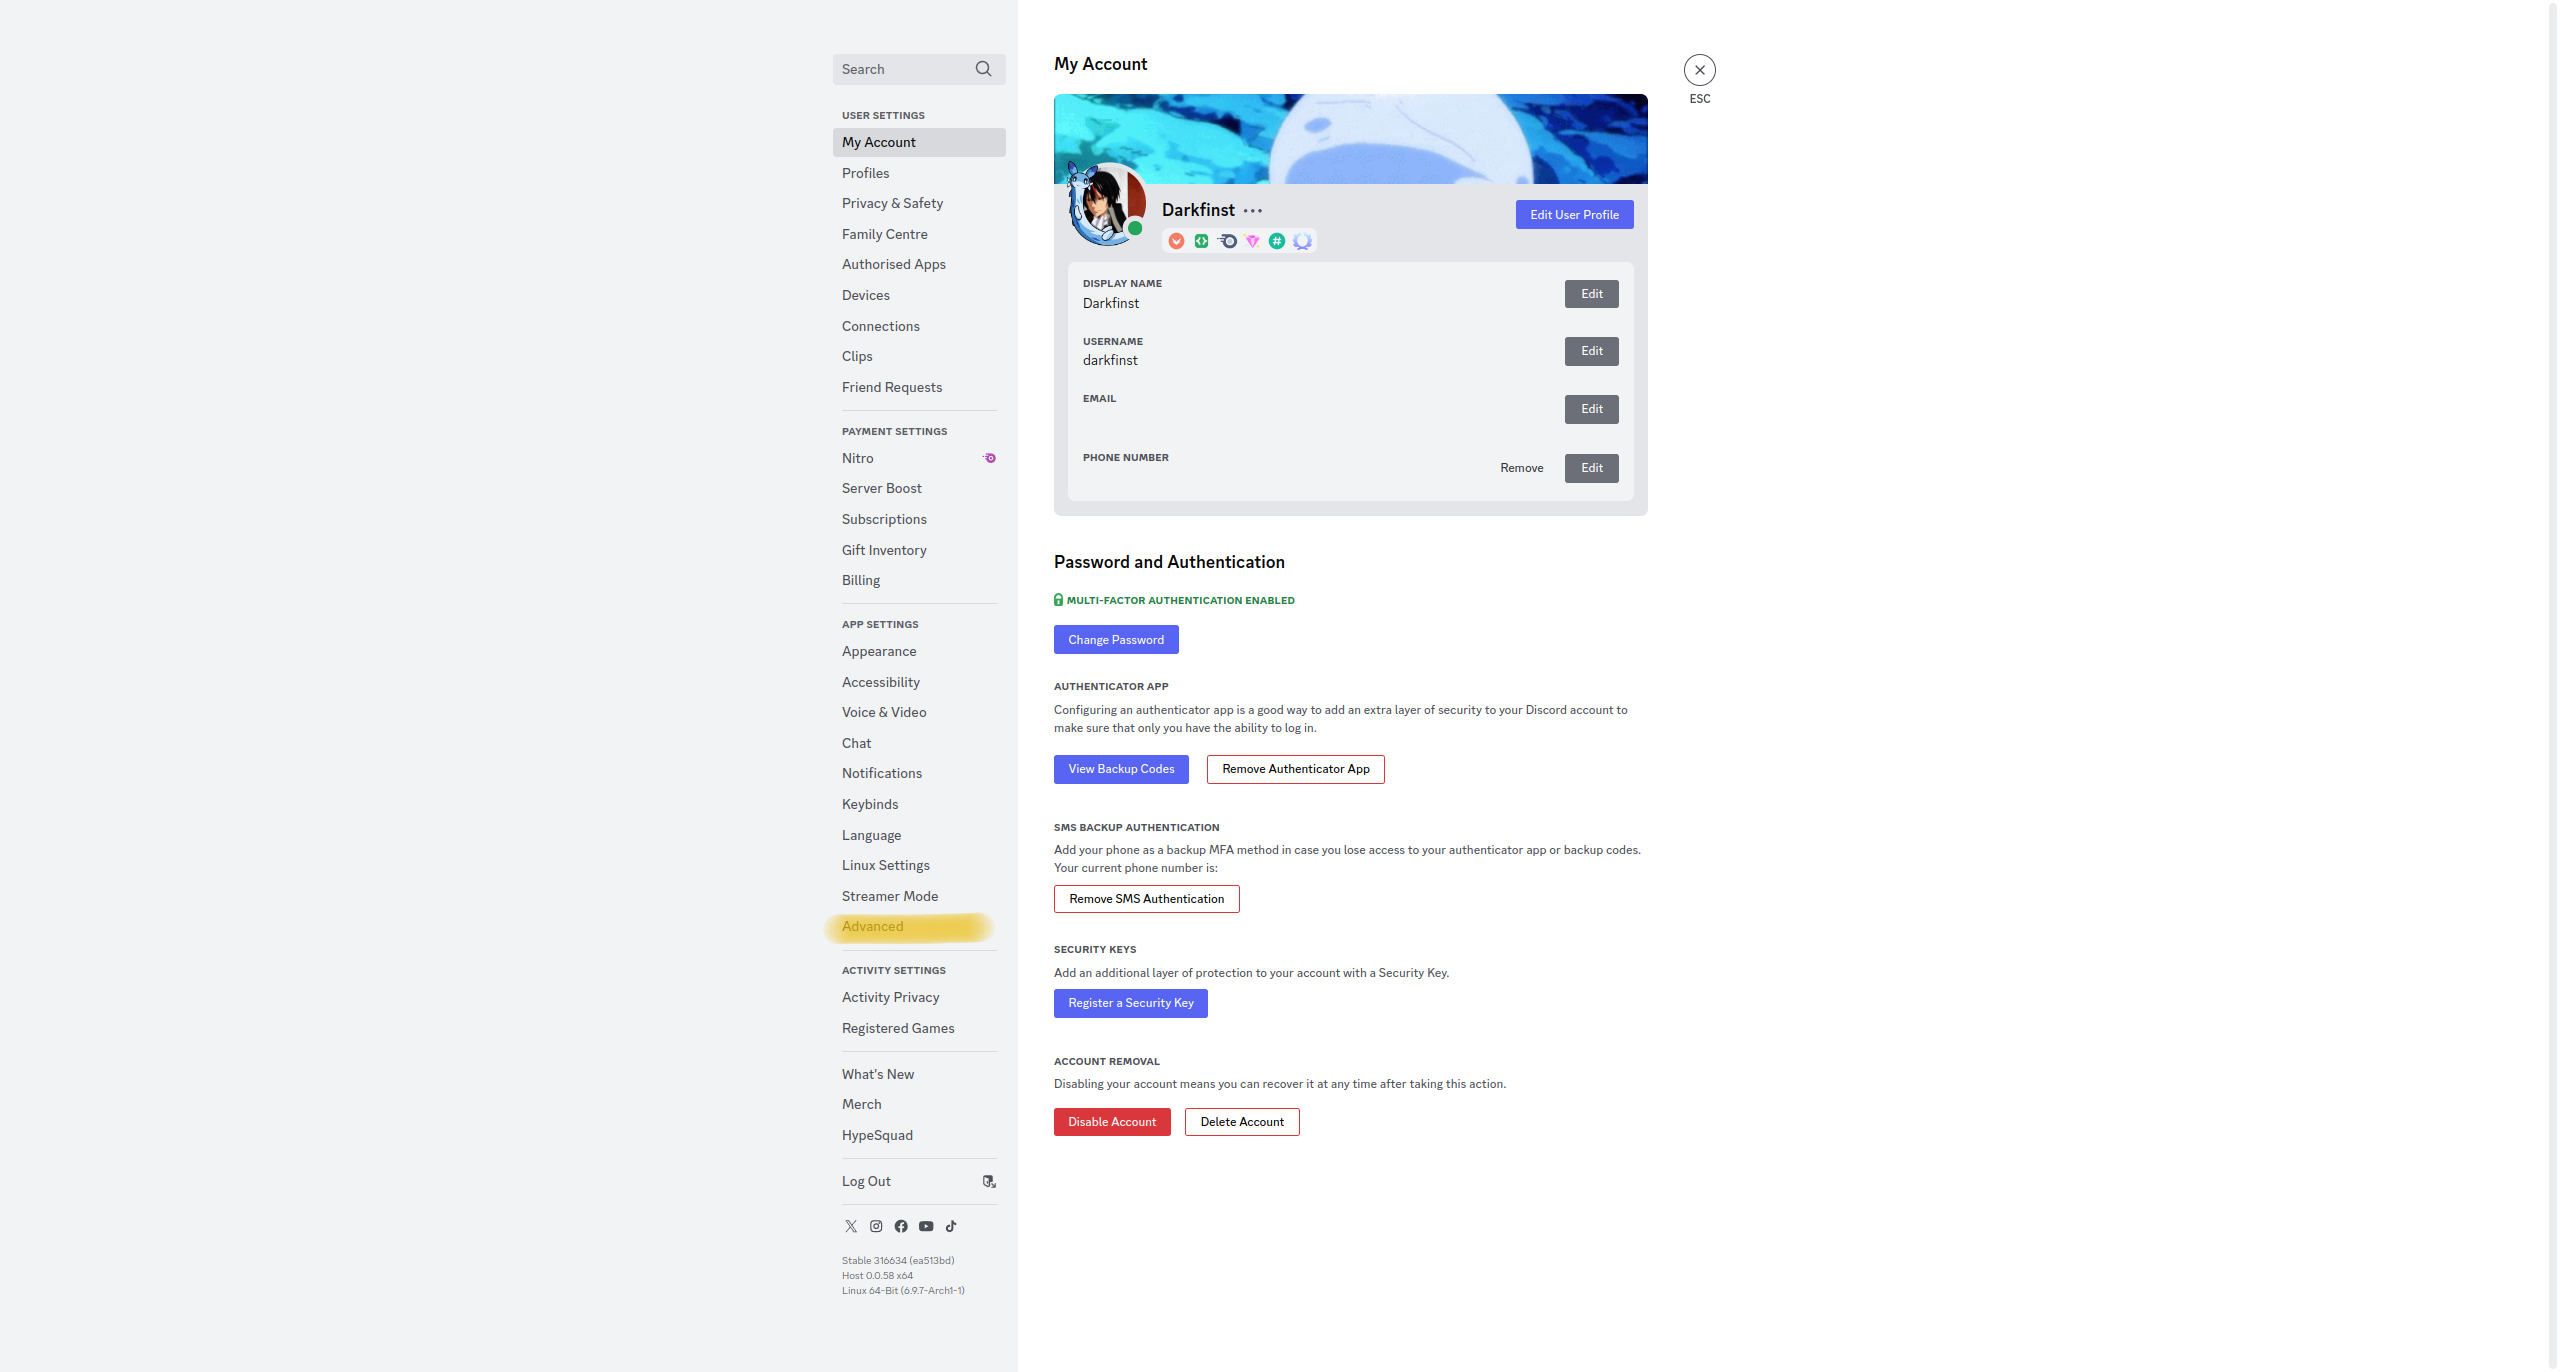 Search
USER SETTINGS
My Account
Profiles
Privacy & Safety
Family Centre
Authorised Apps
Devices
Connections
Clips
Friend Requests
PAYMENT SETTINGS
Nitro
Server Boost
Subscriptions
Gift Inventory
Billing
APP SETTINGS
Appearance
Accessibility
Voice & Video
Chat
Notifications
Keybinds
Language
Linux Settings
Streamer Mode
Advanced
ACTIVITY SETTINGS
Activity Privacy
Registered Games
What's New
Merch
HypeSquad
Log Out
Stable 316634 (ea513bd)
Host 0.0.58 x64
Linux 64-Bit (6.9.7-Arch1-1)
My Account
ESC
Darkfinst
Edit User Profile
DISPLAY NAME
Darkfinst
Edit
USERNAME
darkfinst
Edit
EMAIL
Edit
PHONE NUMBER
Remove
Edit
Password and Authentication
MULTI-FACTOR AUTHENTICATION ENABLED
Change Password
AUTHENTICATOR APP
Configuring an authenticator app is a good way to add an extra layer of security to your Discord account to
make sure that only you have the ability to log in.
View Backup Codes
Remove Authenticator App
SMS BACKUP AUTHENTICATION
Add your phone as a backup MFA method in case you lose access to your authenticator app or backup codes.
Your current phone number is:
Remove SMS Authentication
SECURITY KEYS
Add an additional layer of protection to your account with a Security Key.
Register a Security Key
ACCOUNT REMOVAL
Disabling your account means you can recover it at any time after taking this action.
Disable Account
Delete Account